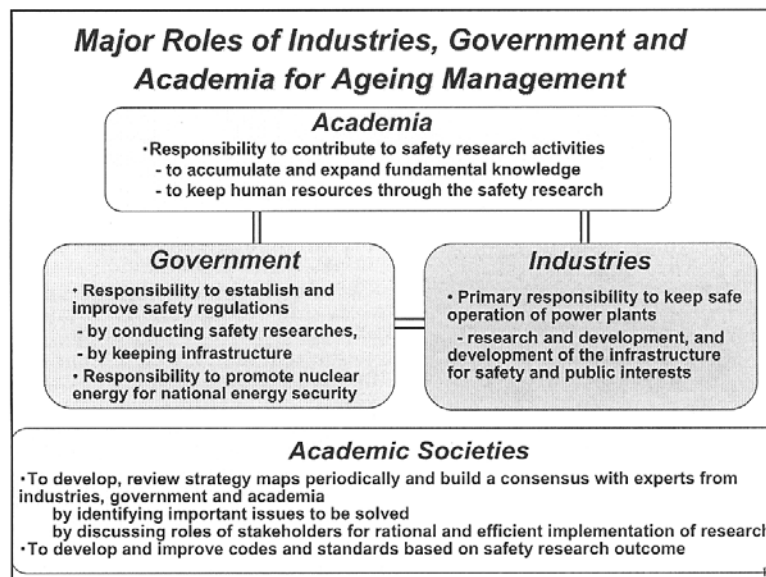 Major Roles of Industries, Government and
Academia for Ageing Management
Academia
・Responsibility to contribute to safety research activities
- to accumulate and expand fundamental knowledge
- to keep human resources through the safety research
Government
・Responsibility to establish and
improve safety regulations
- by conducting safety researches,
- by keeping infrastructure
・Responsibility to promote nuclear
energy for national energy security
Industries
・Primary responsibility to keep safe
operation of power plants
- research and development, and
development of the infrastructure
for safety and public interests
Academic Societies
・To develop, review strategy maps periodically and build a consensus with experts from
industries, government and academia
by identifying important issues to be solved
by discussing roles of stakeholders for rational and efficient implementation of research
・To develop and improve codes and standards based on safety research outcome